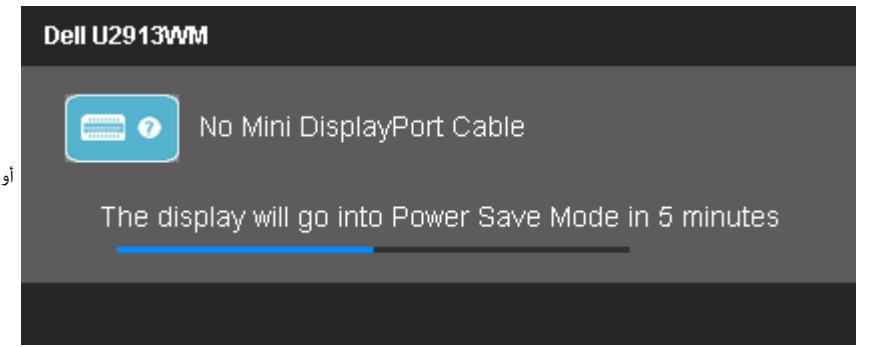 Dell U2913WM
No Mini DisplayPort Cable
أو
The display will go into Power Save Mode in 5 minutes